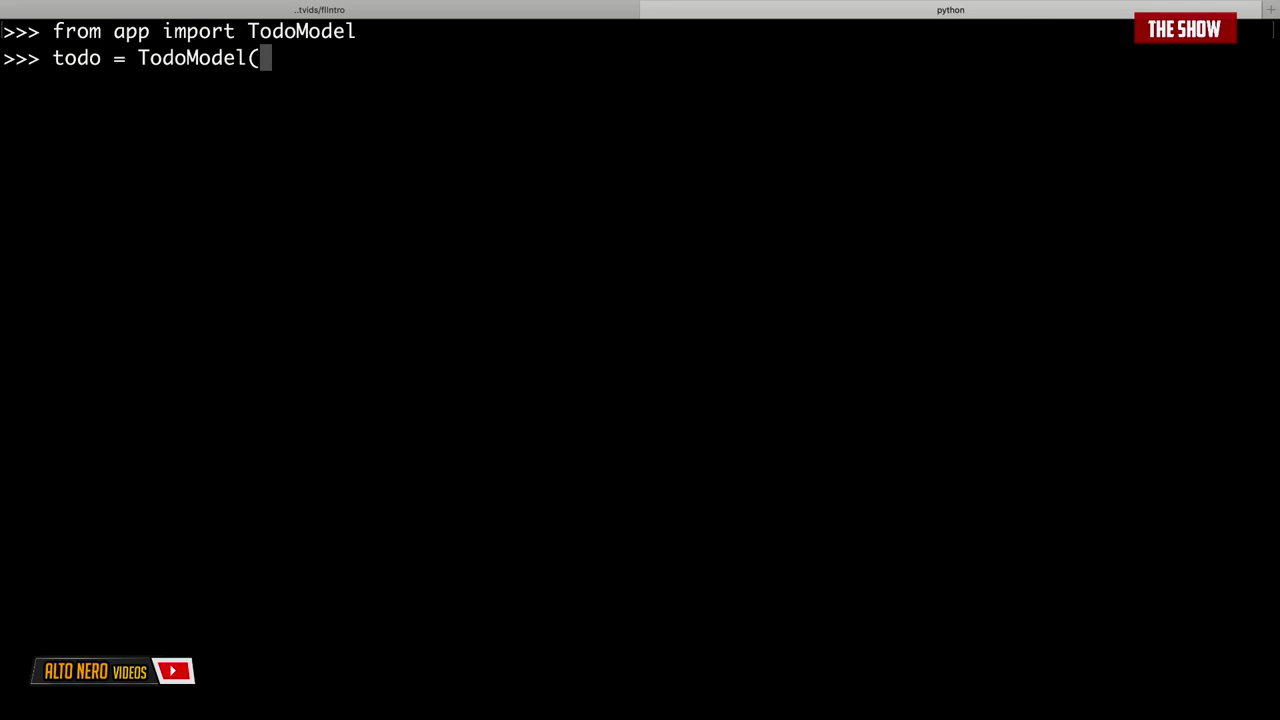 ..tvids/flIntro
python
>>> from app import TodoModel
THE SHOW
>>> todo = TodoModel(
ALTO NERO VIDEOS